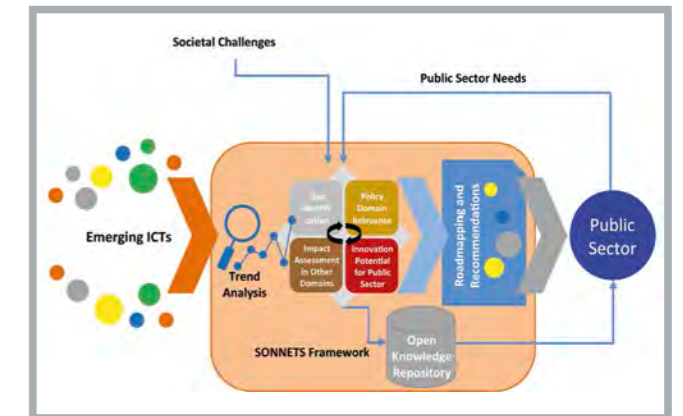 Societal Challenges
Public Sector Needs
Emerging ICTs
Trend
Analysis
Policy
Domain
Relevance
Impact
Assessment
in Other
Domains
Innovation
Potential
for Public
Sector
Roadmapping and
Recommendations
Public
Sector
SONNETS Framework
Open
Knowledge
Repository